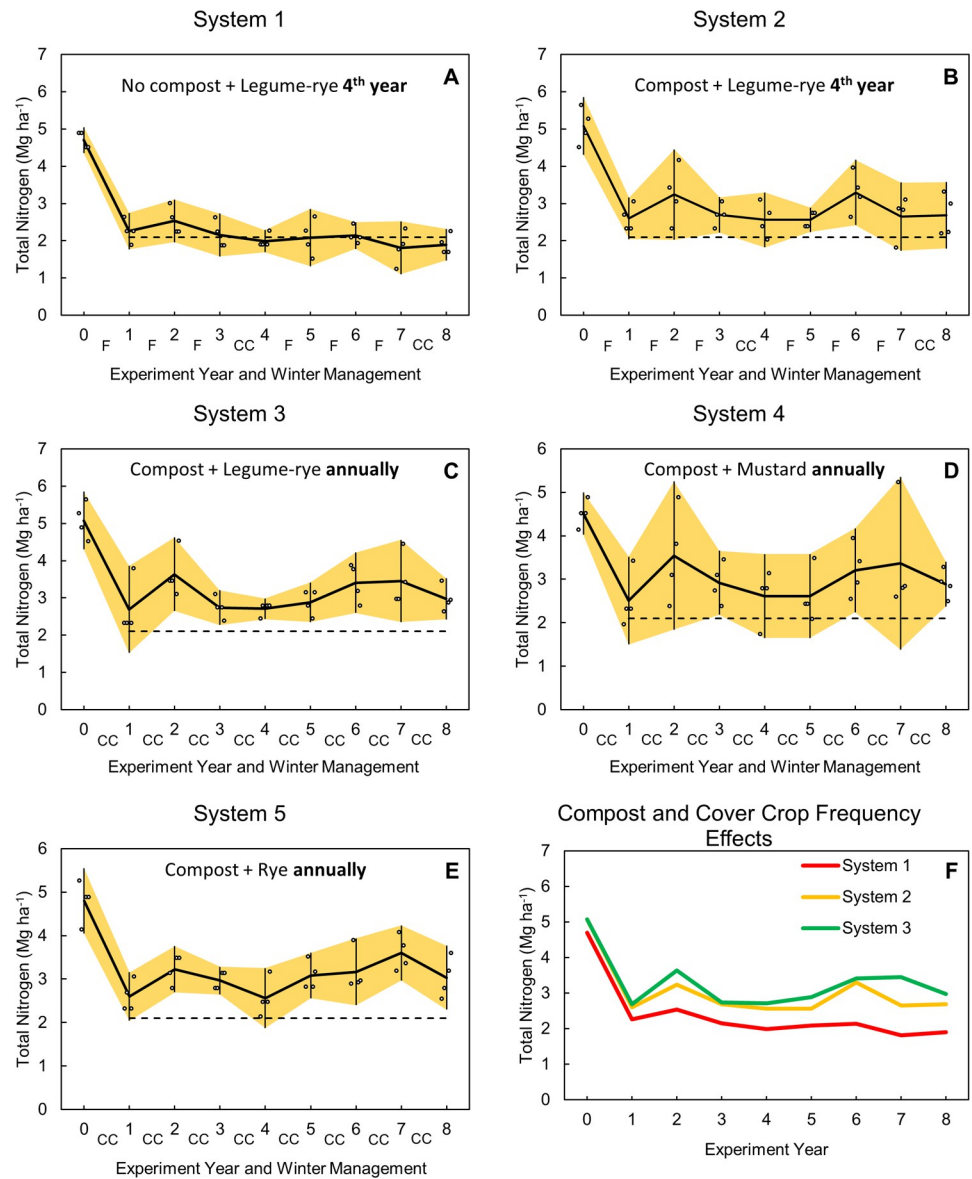 System 1
No compost + Legume-rye 4th year
A
Total Nitrogen (Mg ha-1)
7
6
5
4
3
2
1
0
0 1 2 3 4 5 6 7 8
F F F CC F F F CC
Experiment Year and Winter Management
System 2
Compost + Legume-rye 4th year
B
Total Nitrogen (Mg ha-1)
7
6
5
4
3
2
1
0
0 1 2 3 4 5 6 7 8
F F F CC F F F CC
Experiment Year and Winter Management
System 3
Compost + Legume-rye annually
C
Total Nitrogen (Mg ha-1)
7
6
5
4
3
2
1
0
0 1 2 3 4 5 6 7 8
CC CC CC CC CC CC CC CC
Experiment Year and Winter Management
System 4
Compost + Mustard annually
D
Total Nitrogen (Mg ha-1)
6
5
4
3
2
1
0
0 1 2 3 4 5 6 7 8
CC CC CC CC CC CC CC CC
Experiment Year and Winter Management
System 5
Compost + Rye annually
E
Total Nitrogen (Mg ha-1)
6
5
4
3
2
1
0
0 1 2 3 4 5 6 7 8
CC CC CC CC CC CC CC CC
Experiment Year and Winter Management
Compost and Cover Crop Frequency
Effects
System 1
System 2
System 3
F
Total Nitrogen (Mg ha-1)
7
6
5
4
3
2
1
0
0 1 2 3 4 5 6 7 8
Experiment Year